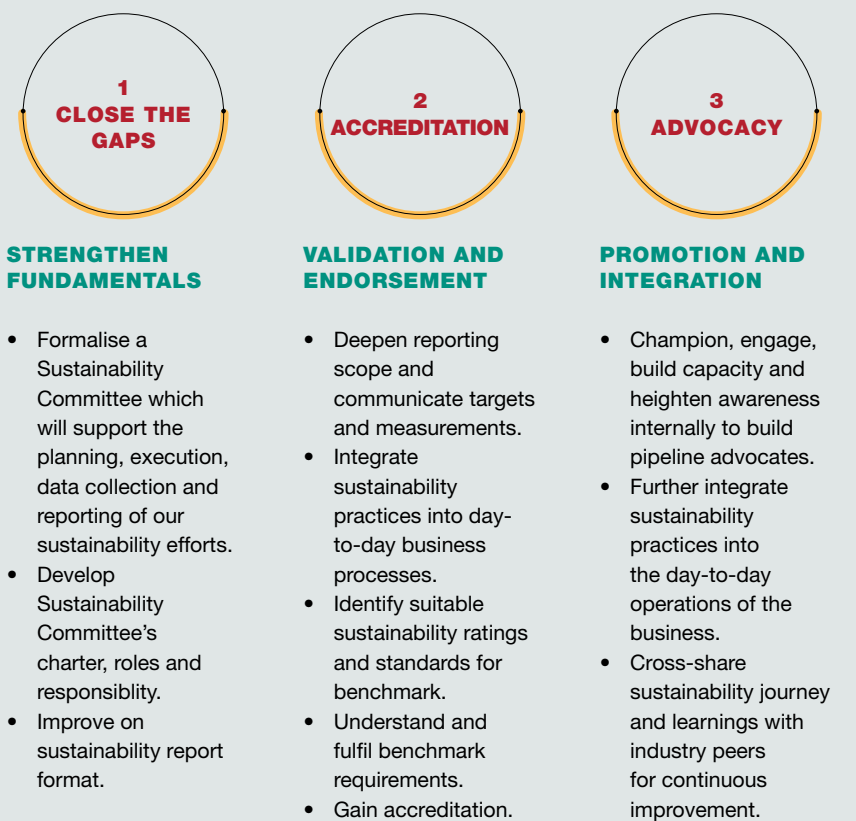 1
CLOSE THE
GAPS
STRENGTHEN
FUNDAMENTALS
• Formalise a
Sustainability
Committee which
will support the
planning, execution,
data collection and
reporting of our
sustainability efforts.
• Develop
Sustainability
Committee’s
charter, roles and
responsiblity.
• Improve on
sustainability report
format.
2
ACCREDITATION
VALIDATION AND
ENDORSEMENT
• Deepen reporting
scope and
communicate targets
and measurements.
• Integrate
sustainability
practices into day-
to-day business
processes.
• Identify suitable
sustainability ratings
and standards for
benchmark.
• Understand and
fulfil benchmark
requirements.
• Gain accreditation.
3
ADVOCACY
PROMOTION AND
INTEGRATION
• Champion, engage,
build capacity and
heighten awareness
internally to build
pipeline advocates.
• Further integrate
sustainability
practices into
the day-to-day
operations of the
business.
• Cross-share
sustainability journey
and learnings with
industry peers
for continuous
improvement.